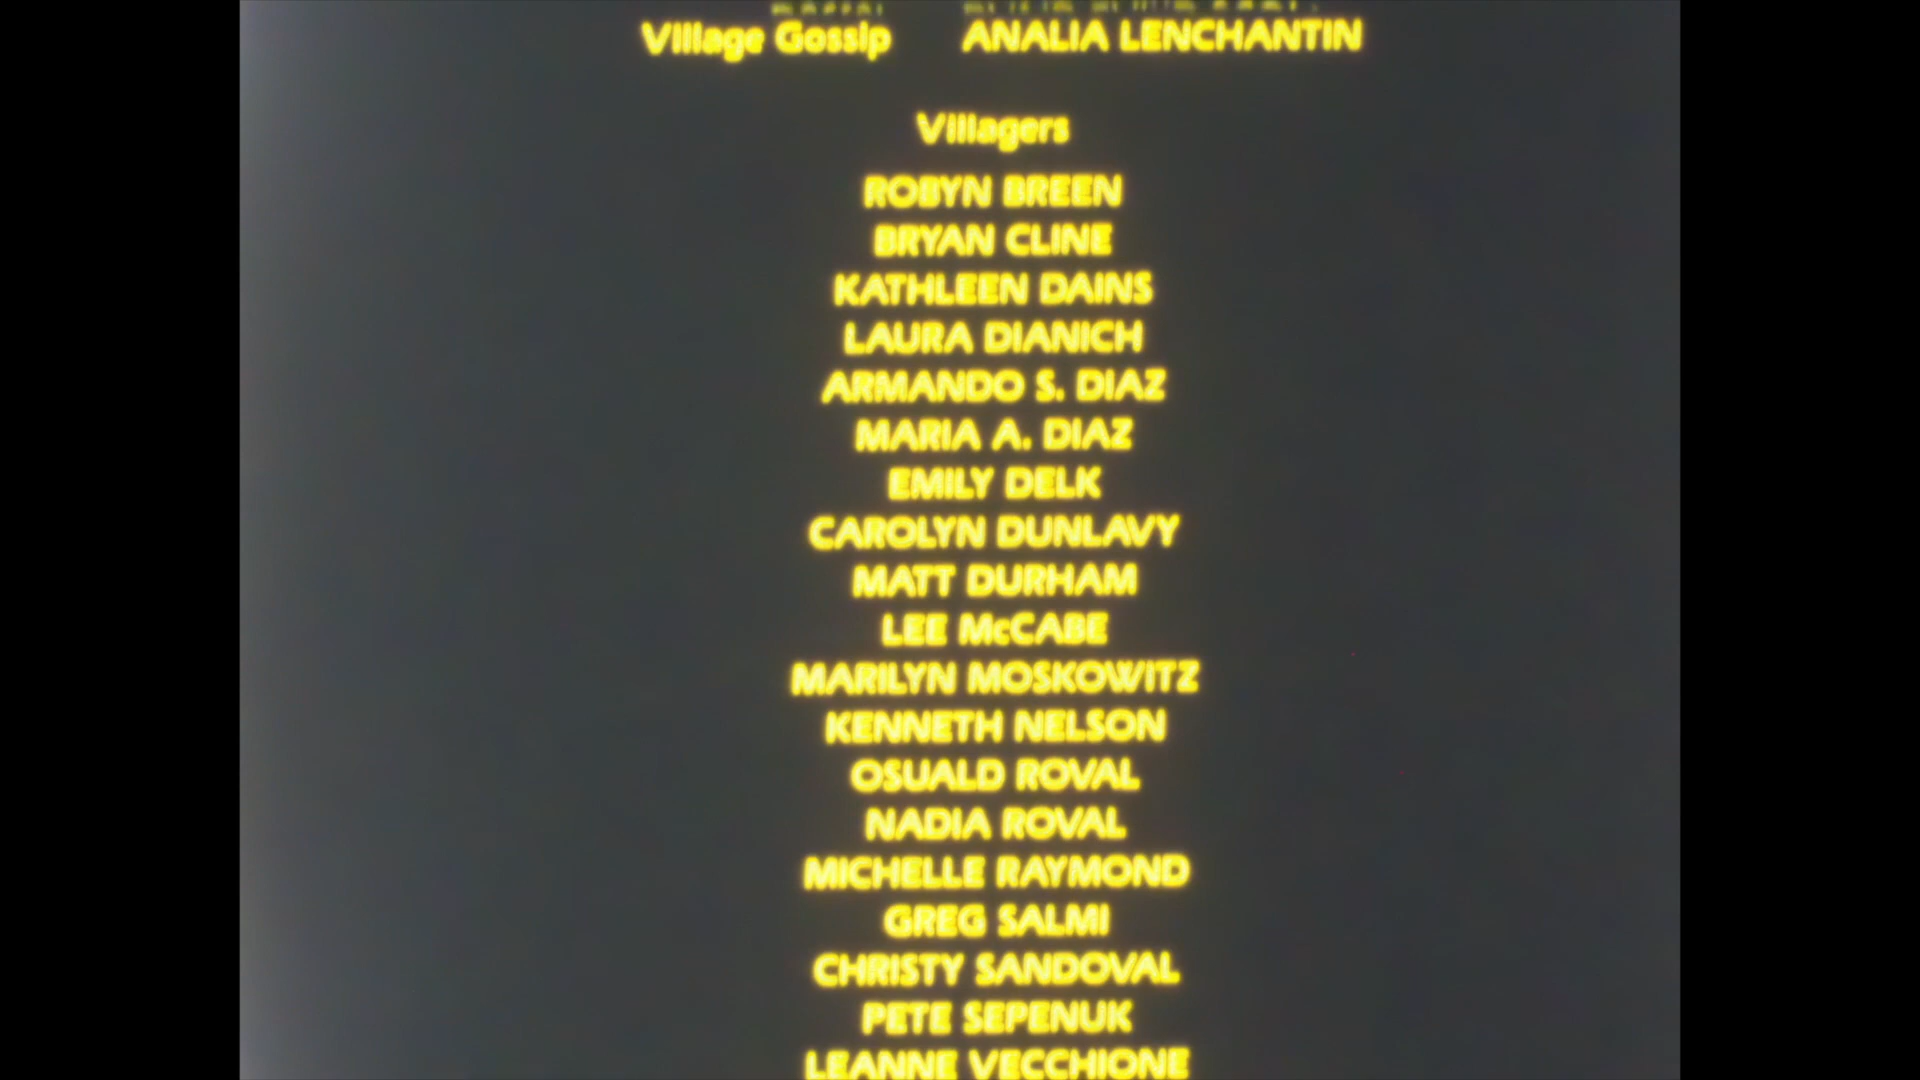 Village Gossip ANALIA LENCHANTIN
Villagers
ROBYN BREEN
BRYAN CLINE
KATHLEEN DAINS
LAURA DIANICH
ARMANDO S. DIAZ
MARIA A. DIAZ
EMILY DELK
CAROLYN DUNLAVY
MATT DURHAM
LEE McCABE
MARILYN MOSKOWITZ
KENNETH NELSON
OSUALD ROVAL
NADIA ROVAL
MICHELLE RAYMOND
GREG SALMI
CHRISTY SANDOVAL
PETE SEPENUK
LEANNE VECCHIONE